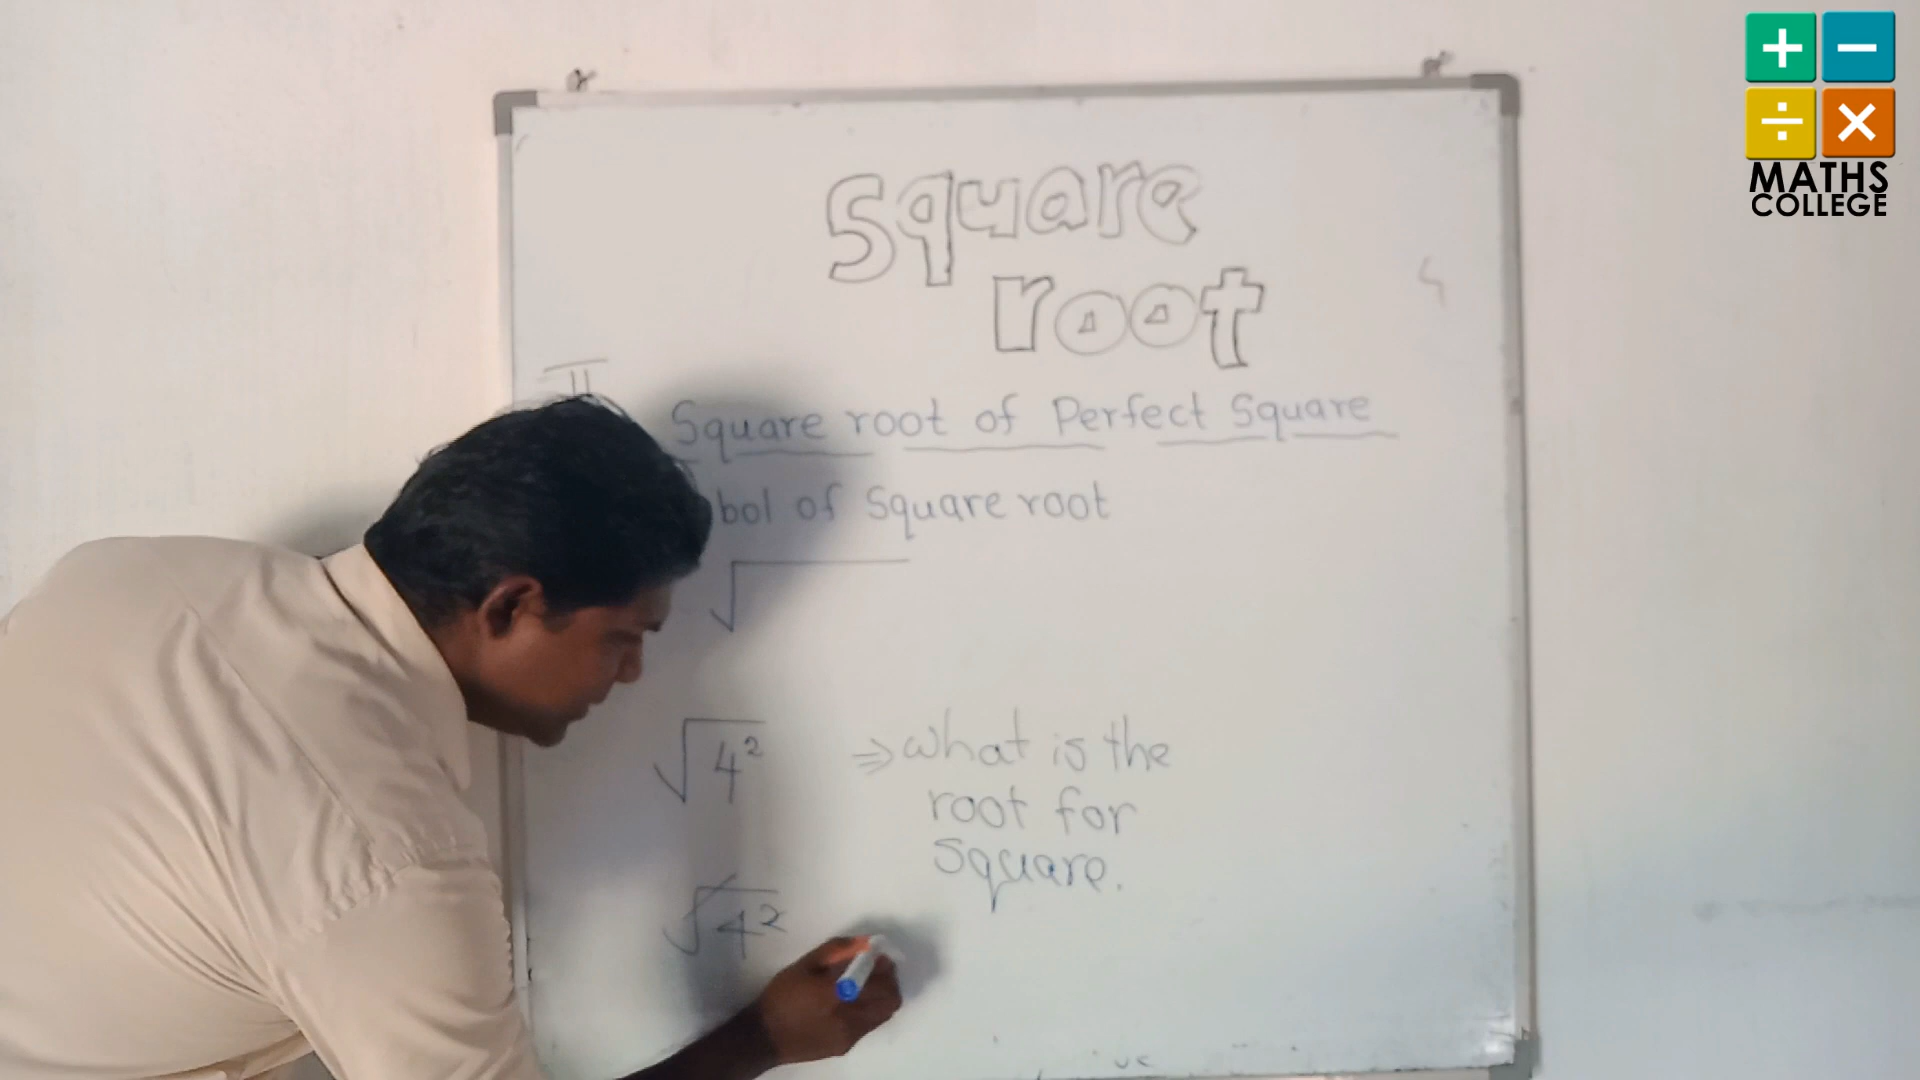 Square
root
II
Square root of Perfect Square
bol of Square root
√
√4² ⇒ what is the
root for
square.
√4²
+ −
÷ ×
MATHS
COLLEGE